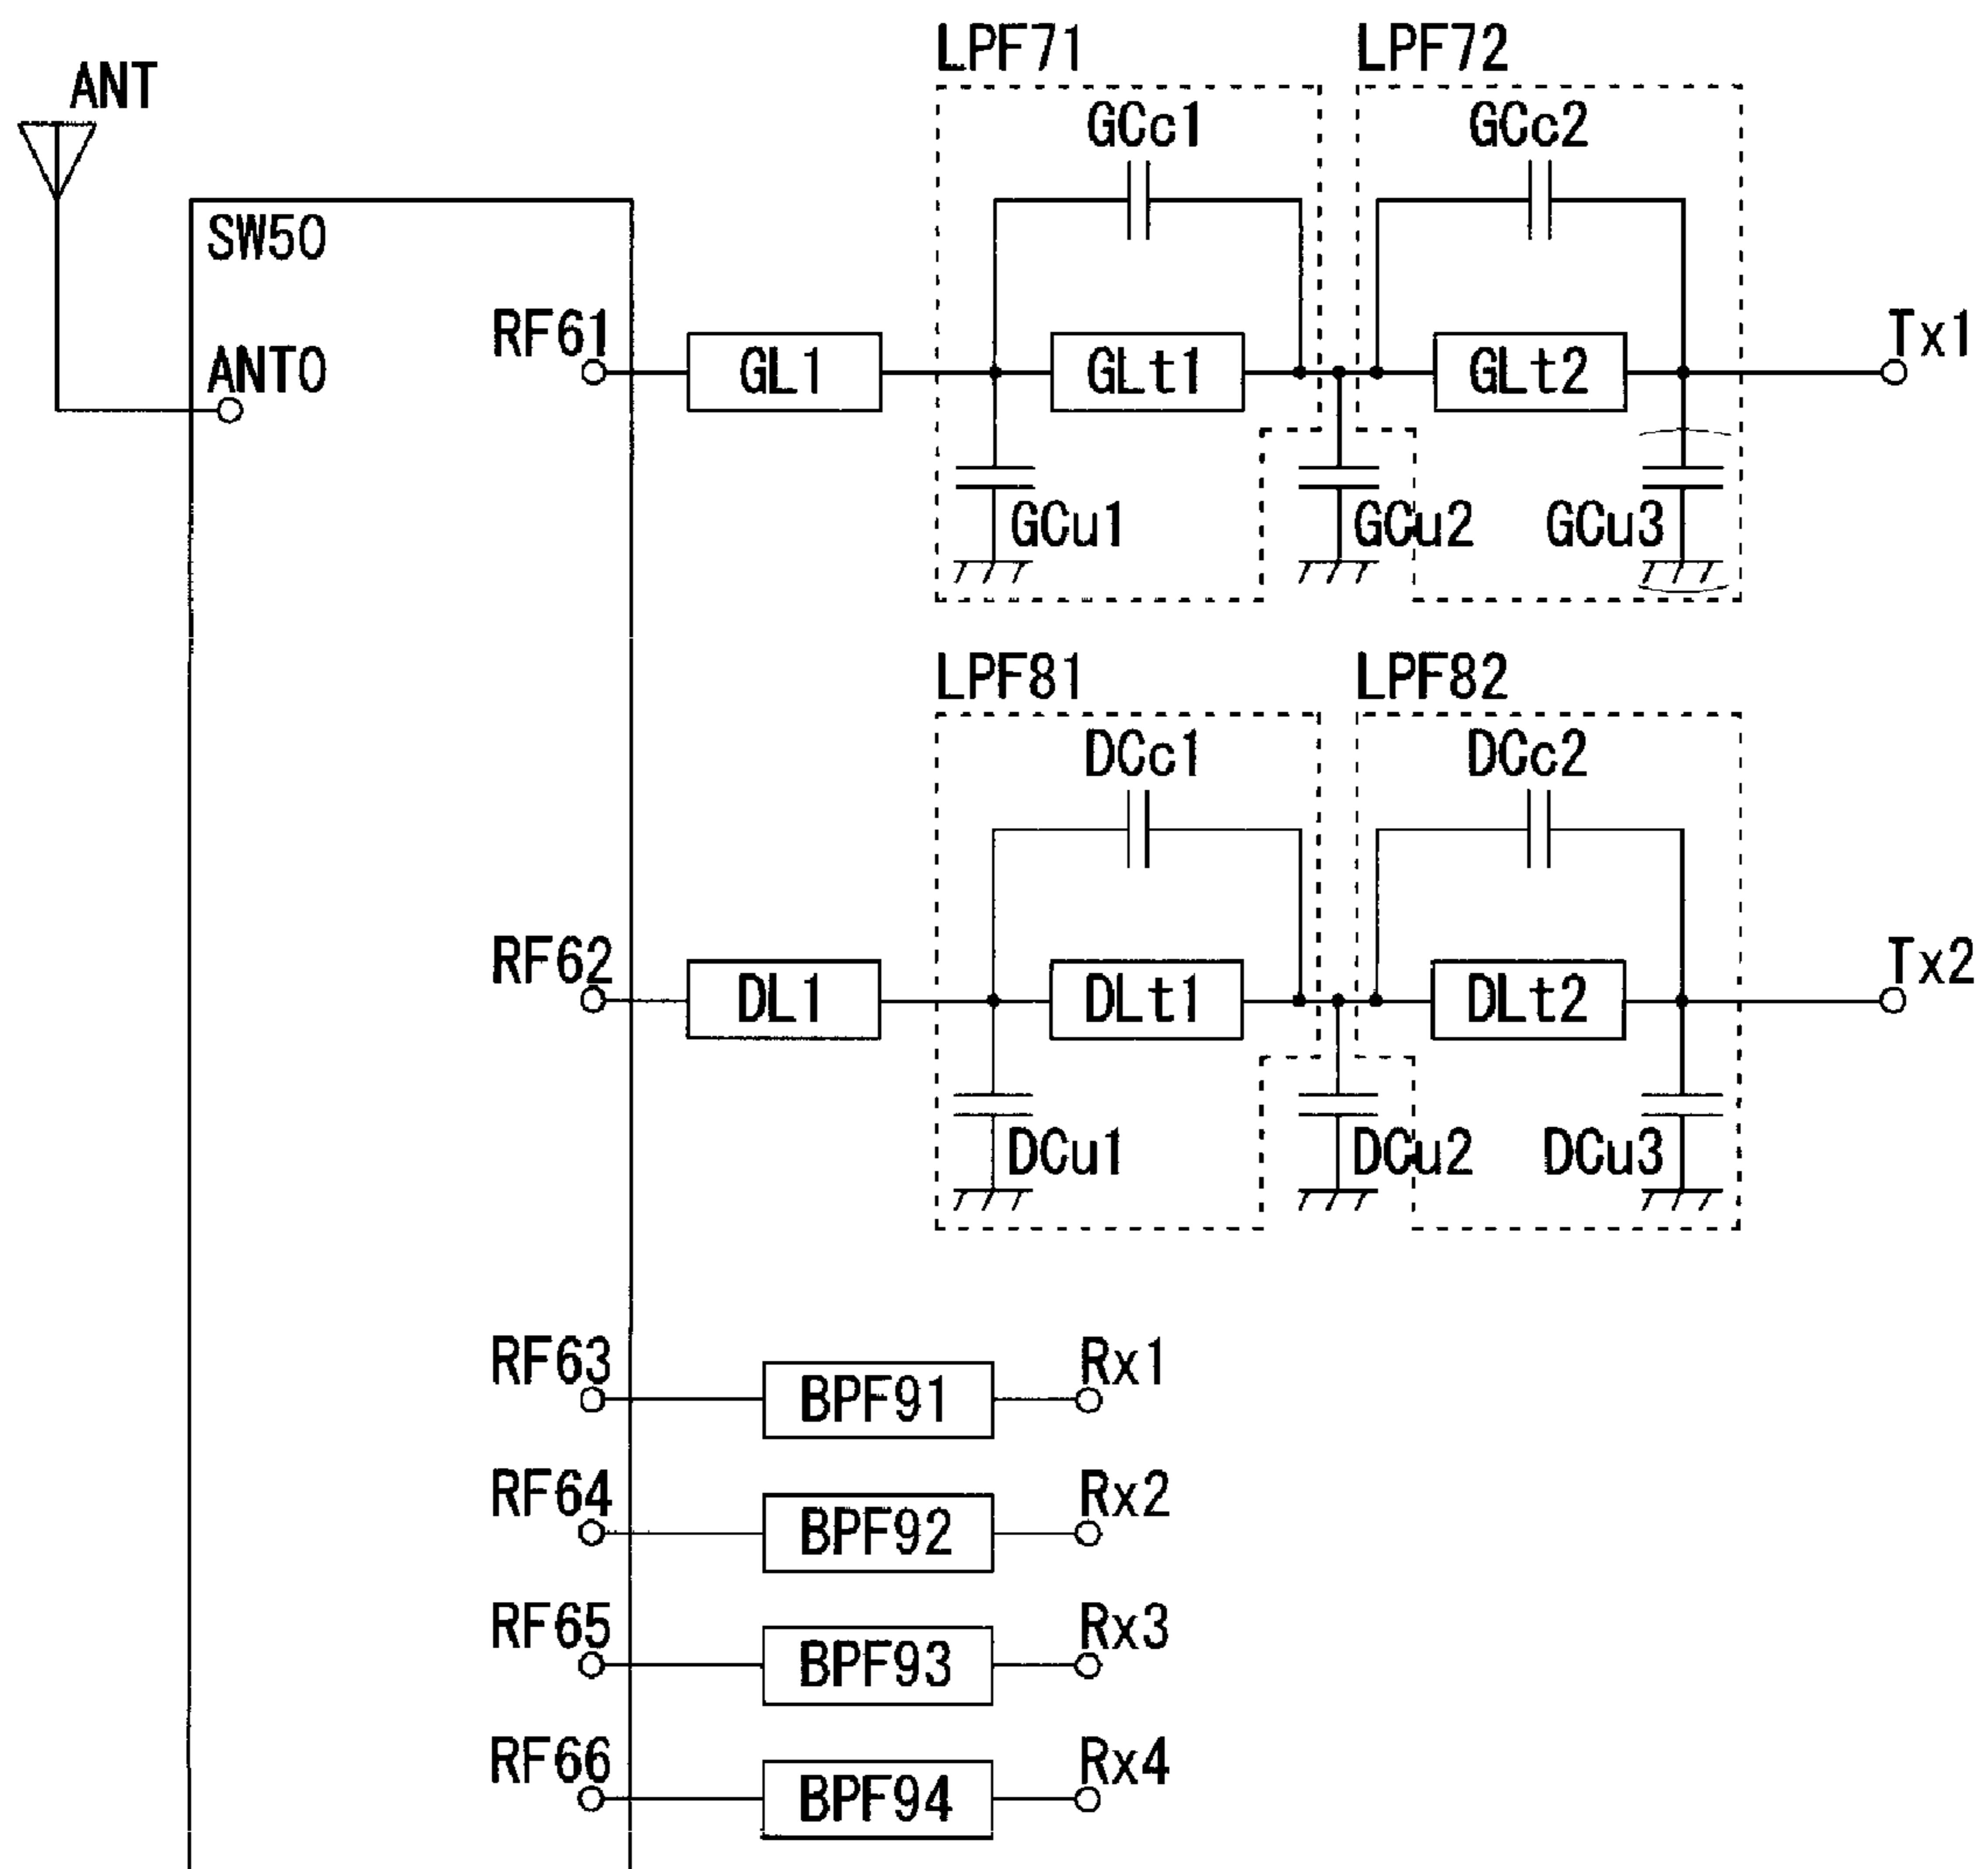 LPF71
LPF72
ANT
GCc1
GCc2
SW50
RF61
Tx1
ANT0
GL1
GLt1
GLt2
GCu1
GCu2
GCu3
LPF81
LPF82
DCc1
DCc2
RF62
Tx2
DL1
DLt1
DLt2
DCu1
DCu2
DCu3
RF63
Rx1
BPF91
RF64
Rx2
BPF92
RF65
Rx3
BPF93
RF66
Rx4
BPF94